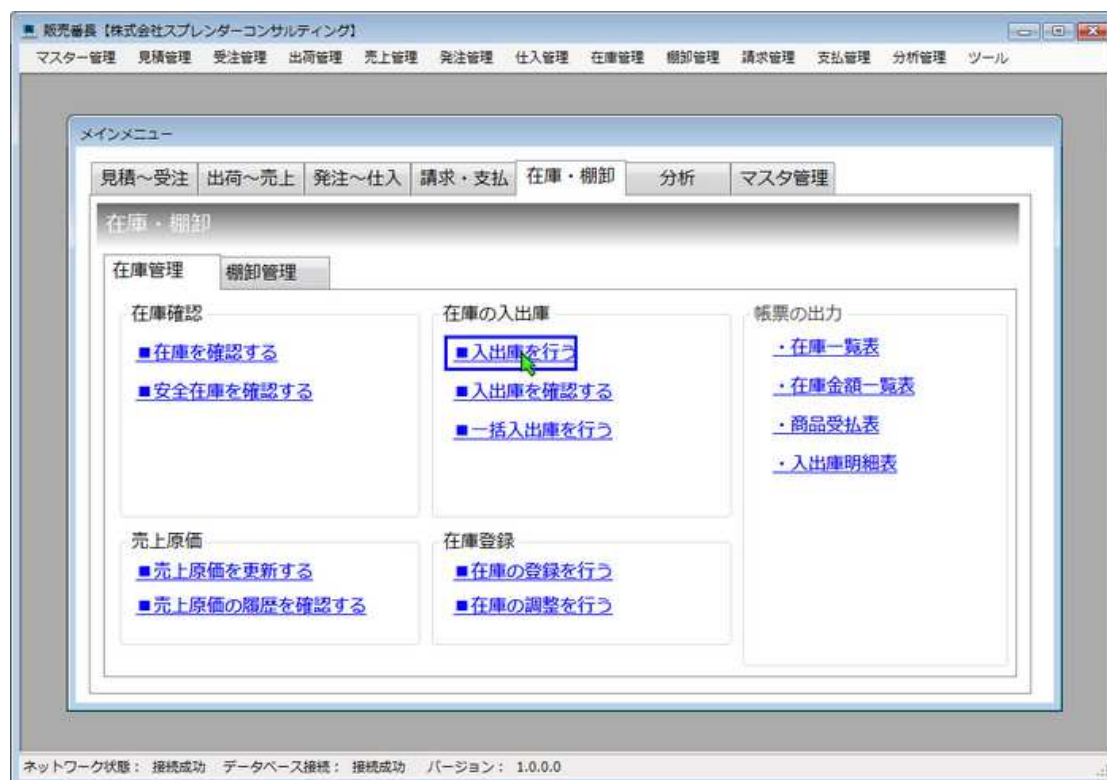 販売番長【株式会社スプレンダーコンサルティング】
マスター管理 見積管理 受注管理 出荷管理 売上管理 発注管理 仕入管理 在庫管理 棚卸管理 請求管理 支払管理 分析管理 ツール
メインメニュー
見積～受注 出荷～売上 発注～仕入 請求・支払 在庫・棚卸 分析 マスタ管理
在庫・棚卸
在庫管理 棚卸管理
在庫確認
■在庫を確認する
■安全在庫を確認する
在庫の入出庫
■入出庫を行う
■入出庫を確認する
■一括入出庫を行う
帳票の出力
・在庫一覧表
・在庫金額一覧表
・商品受払表
・入出庫明細表
売上原価
■売上原価を更新する
■売上原価の履歴を確認する
在庫登録
■在庫の登録を行う
■在庫の調整を行う
ネットワーク状態： 接続成功 データベース接続： 接続成功 バージョン： 1.0.0.0